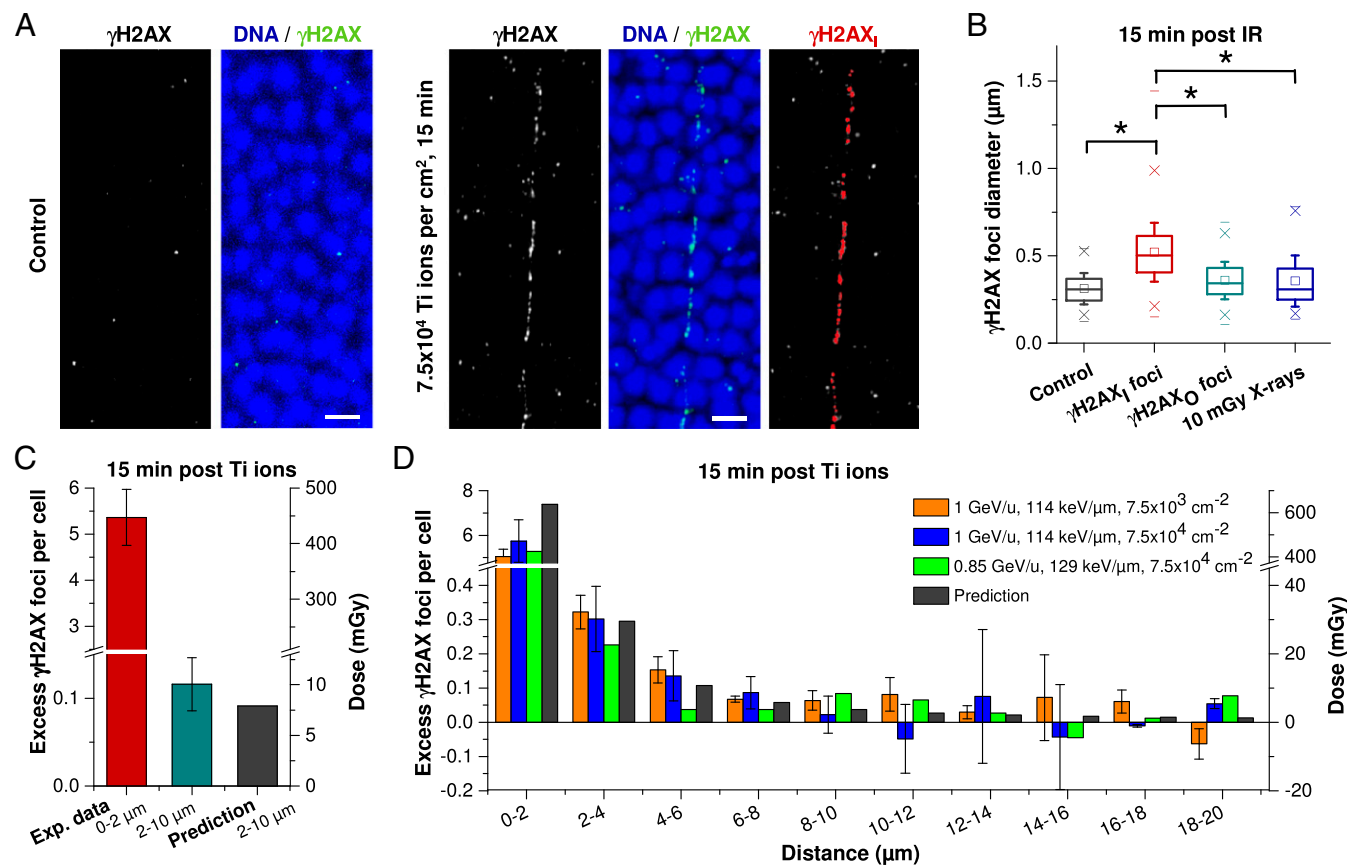 A
γH2AX
DNA / γH2AX
γH2AX
DNA / γH2AX
γH2AXI
Control
7.5x10⁴ Ti ions per cm², 15 min
B
15 min post IR
γH2AX foci diameter (µm)
1.5
1.0
0.5
0.0
*
*
*
Control
γH2AXI foci
γH2AXO foci
10 mGy X-rays
C
15 min post Ti ions
Excess γH2AX foci per cell
6
5
4
3
0.1
0.0
500
400
300
10
5
0
Dose (mGy)
Exp. data
0-2 µm
2-10 µm
Prediction
2-10 µm
D
15 min post Ti ions
Excess γH2AX foci per cell
8
6
0.4
0.3
0.2
0.1
0.0
-0.1
-0.2
1 GeV/u, 114 keV/µm, 7.5x10³ cm⁻²
1 GeV/u, 114 keV/µm, 7.5x10⁴ cm⁻²
0.85 GeV/u, 129 keV/µm, 7.5x10⁴ cm⁻²
Prediction
600
400
40
20
0
-20
Dose (mGy)
0-2
2-4
4-6
6-8
8-10
10-12
12-14
14-16
16-18
18-20
Distance (µm)